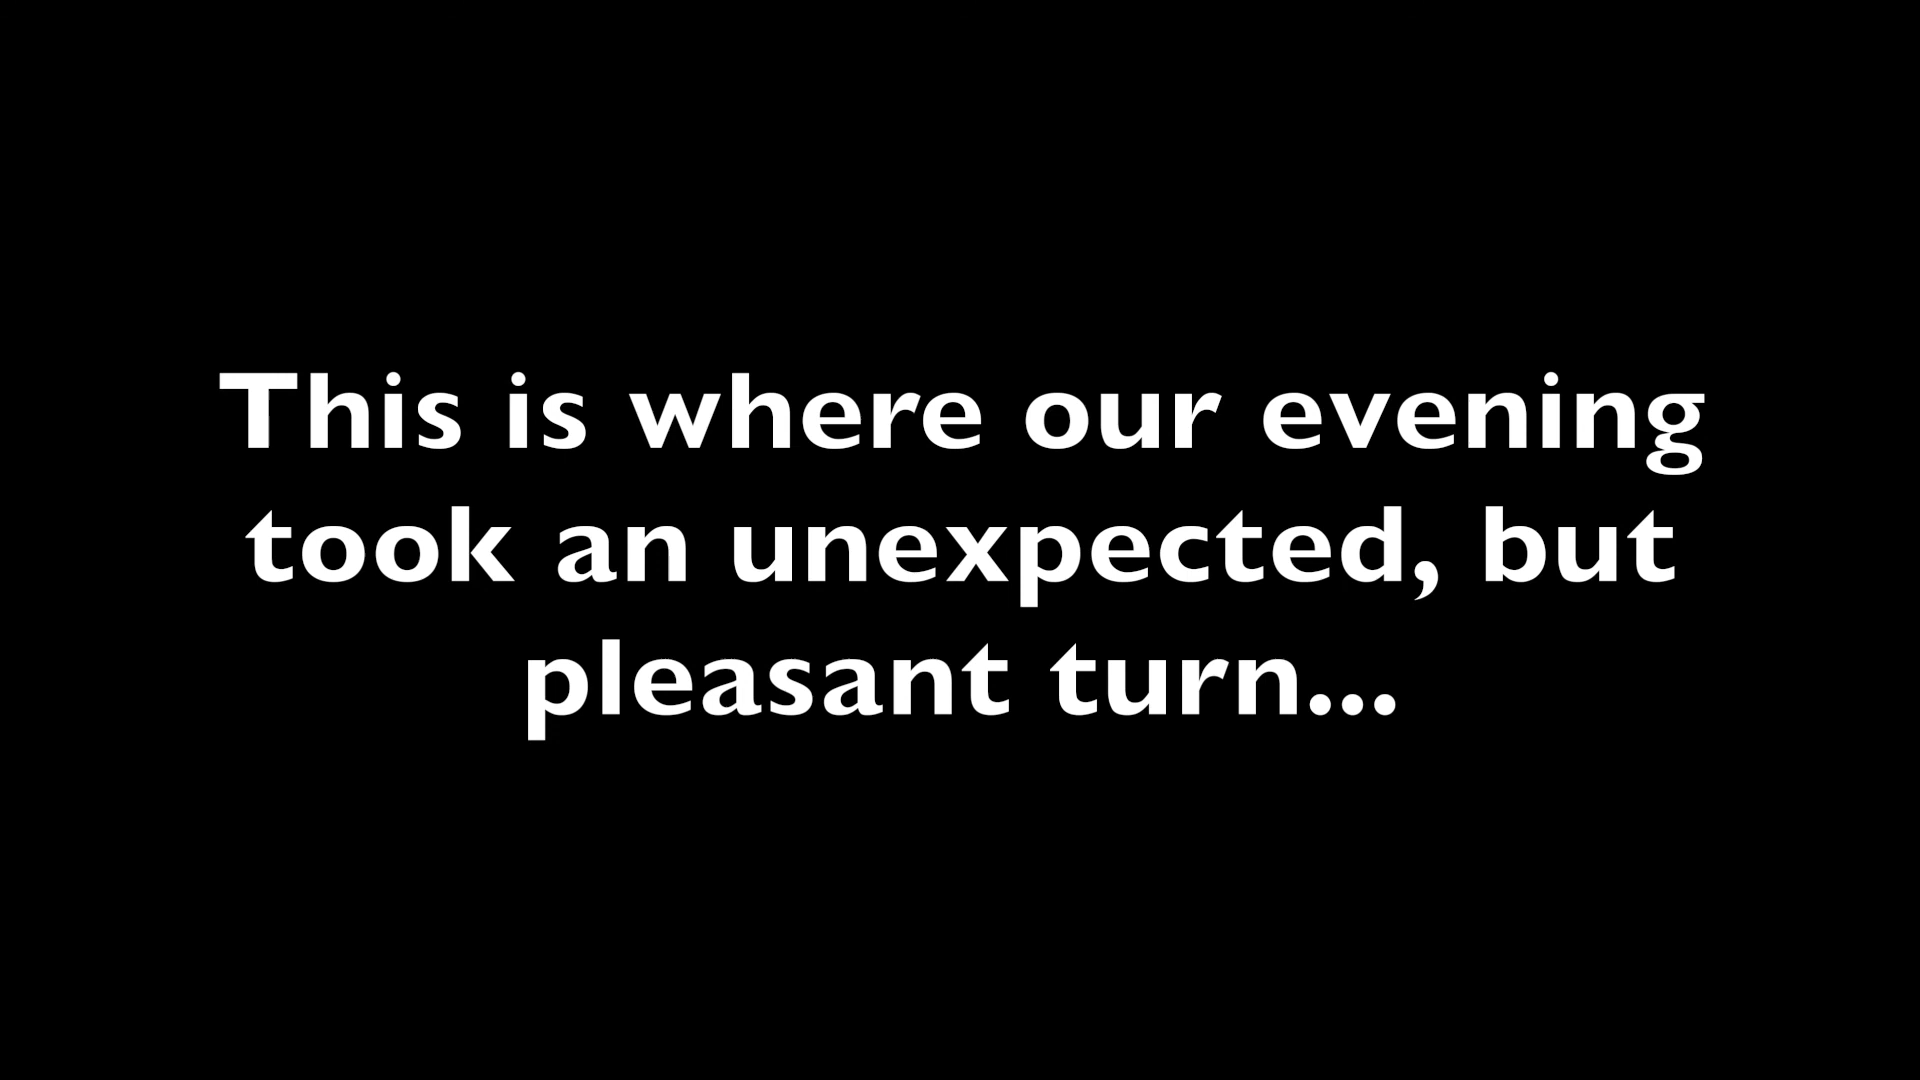 This is where our evening
took an unexpected, but
pleasant turn...